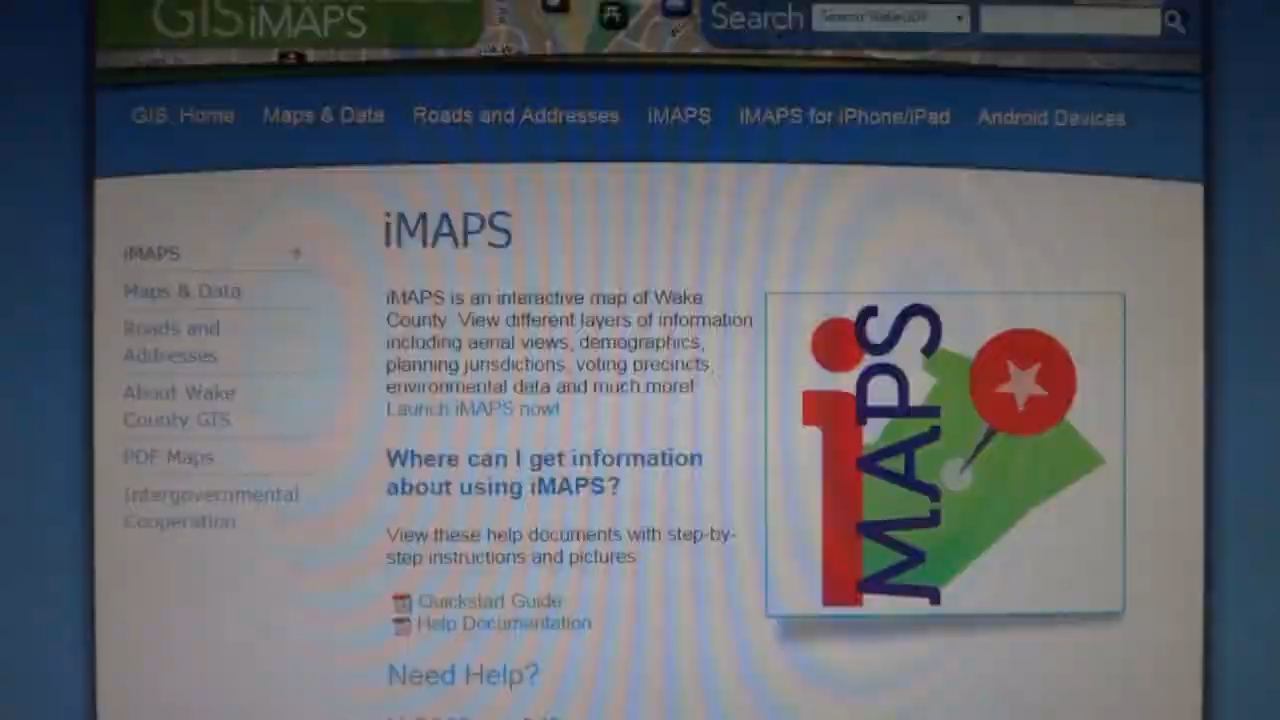 GIS iMAPS
Search
GIS Home Maps & Data Roads and Addresses iMAPS iMAPS for iPhone/iPad Android Devices
iMAPS
Maps & Data
Roads and
Addresses
About Wake
County GIS
PDF Maps
Intergovernmental
Cooperation
iMAPS
iMAPS is an interactive map of Wake
County. View different layers of information
including aerial views, demographics,
planning jurisdictions, voting precincts,
environmental data and much more!
Launch iMAPS now!
Where can I get information
about using iMAPS?
View these help documents with step-by-
step instructions and pictures
Quickstart Guide
Help Documentation
Need Help?
iMAPS